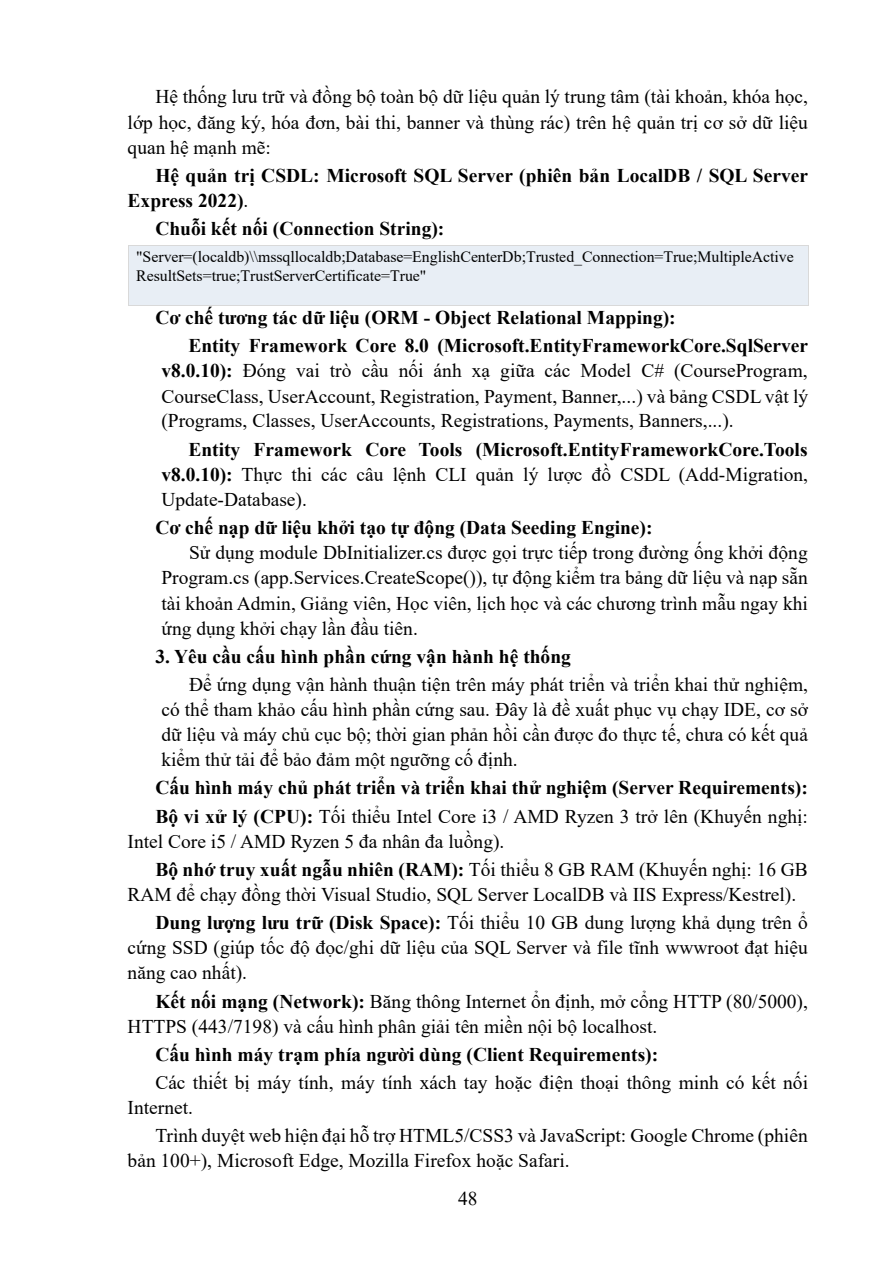 Hệ thống lưu trữ và đồng bộ toàn bộ dữ liệu quản lý trung tâm (tài khoản, khóa học,
lớp học, đăng ký, hóa đơn, bài thi, banner và thùng rác) trên hệ quản trị cơ sở dữ liệu
quan hệ mạnh mẽ:
Hệ quản trị CSDL: Microsoft SQL Server (phiên bản LocalDB / SQL Server
Express 2022).
Chuỗi kết nối (Connection String):
"Server=(localdb)\\mssqllocaldb;Database=EnglishCenterDb;Trusted_Connection=True;MultipleActive
ResultSets=true;TrustServerCertificate=True"
Cơ chế tương tác dữ liệu (ORM - Object Relational Mapping):
Entity Framework Core 8.0 (Microsoft.EntityFrameworkCore.SqlServer
v8.0.10): Đóng vai trò cầu nối ánh xạ giữa các Model C# (CourseProgram,
CourseClass, UserAccount, Registration, Payment, Banner,...) và bảng CSDL vật lý
(Programs, Classes, UserAccounts, Registrations, Payments, Banners,...).
Entity Framework Core Tools (Microsoft.EntityFrameworkCore.Tools
v8.0.10): Thực thi các câu lệnh CLI quản lý lược đồ CSDL (Add-Migration,
Update-Database).
Cơ chế nạp dữ liệu khởi tạo tự động (Data Seeding Engine):
Sử dụng module DbInitializer.cs được gọi trực tiếp trong đường ống khởi động
Program.cs (app.Services.CreateScope()), tự động kiểm tra bảng dữ liệu và nạp sẵn
tài khoản Admin, Giảng viên, Học viên, lịch học và các chương trình mẫu ngay khi
ứng dụng khởi chạy lần đầu tiên.
3. Yêu cầu cấu hình phần cứng vận hành hệ thống
Để ứng dụng vận hành thuận tiện trên máy phát triển và triển khai thử nghiệm,
có thể tham khảo cấu hình phần cứng sau. Đây là đề xuất phục vụ chạy IDE, cơ sở
dữ liệu và máy chủ cục bộ; thời gian phản hồi cần được đo thực tế, chưa có kết quả
kiểm thử tải để bảo đảm một ngưỡng cố định.
Cấu hình máy chủ phát triển và triển khai thử nghiệm (Server Requirements):
Bộ vi xử lý (CPU): Tối thiểu Intel Core i3 / AMD Ryzen 3 trở lên (Khuyến nghị:
Intel Core i5 / AMD Ryzen 5 đa nhân đa luồng).
Bộ nhớ truy xuất ngẫu nhiên (RAM): Tối thiểu 8 GB RAM (Khuyến nghị: 16 GB
RAM để chạy đồng thời Visual Studio, SQL Server LocalDB và IIS Express/Kestrel).
Dung lượng lưu trữ (Disk Space): Tối thiểu 10 GB dung lượng khả dụng trên ổ
cứng SSD (giúp tốc độ đọc/ghi dữ liệu của SQL Server và file tĩnh wwwroot đạt hiệu
năng cao nhất).
Kết nối mạng (Network): Băng thông Internet ổn định, mở cổng HTTP (80/5000),
HTTPS (443/7198) và cấu hình phân giải tên miền nội bộ localhost.
Cấu hình máy trạm phía người dùng (Client Requirements):
Các thiết bị máy tính, máy tính xách tay hoặc điện thoại thông minh có kết nối
Internet.
Trình duyệt web hiện đại hỗ trợ HTML5/CSS3 và JavaScript: Google Chrome (phiên
bản 100+), Microsoft Edge, Mozilla Firefox hoặc Safari.
48